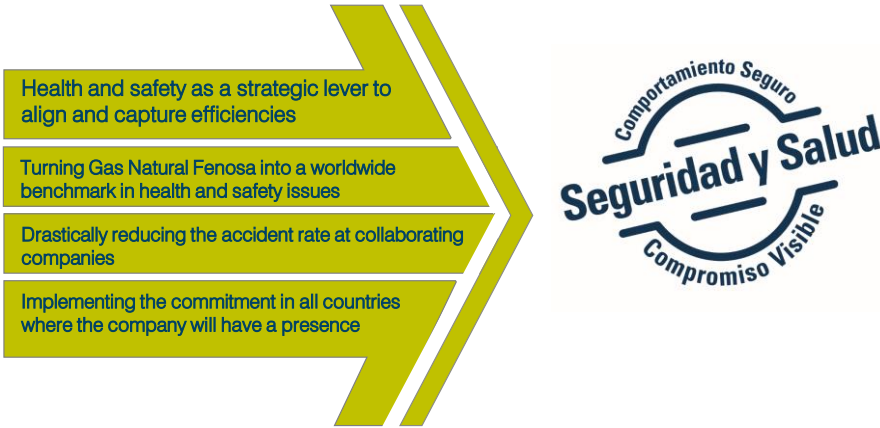 Health and safety as a strategic lever to
align and capture efficiencies
Turning Gas Natural Fenosa into a worldwide
benchmark in health and safety issues
Drastically reducing the accident rate at collaborating
companies
Implementing the commitment in all countries
where the company will have a presence
Comportamiento Seguro
Seguridad y Salud
Compromiso Visible